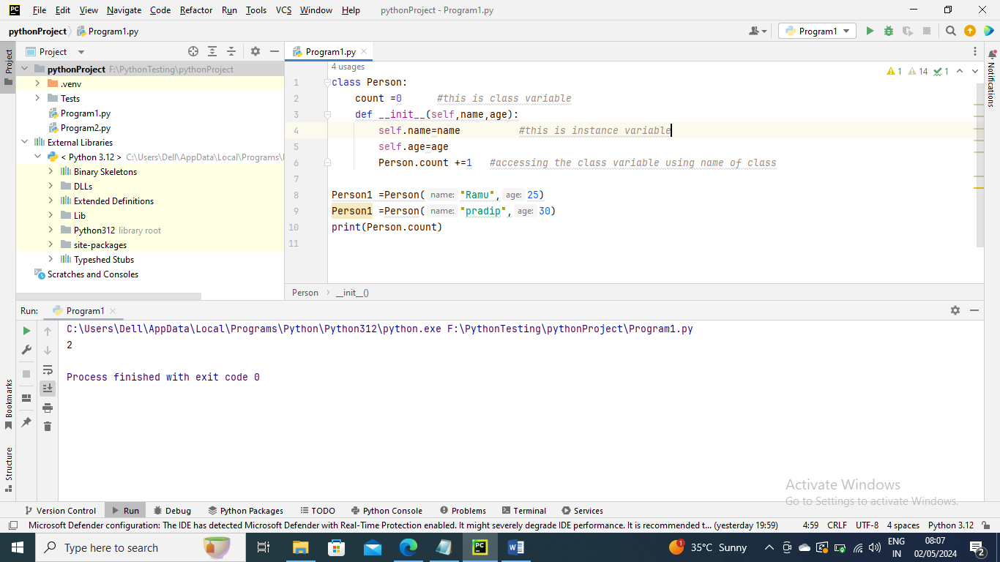 PC File Edit View Navigate Code Refactor Run Tools VCS Window Help pythonProject - Program1.py
pythonProject Program1.py Program1
Project Project
pythonProject F:\PythonTesting\pythonProject
.venv
Tests
Program1.py
Program2.py
External Libraries
< Python 3.12 > C:\Users\Dell\AppData\Local\Programs\
Binary Skeletons
DLLs
Extended Definitions
Lib
Python312 library root
site-packages
Typeshed Stubs
Scratches and Consoles
Program1.py
4 usages
1 14 1
1 class Person:
2 count =0 #this is class variable
3 def __init__(self,name,age):
4 self.name=name #this is instance variable
5 self.age=age
6 Person.count +=1 #accessing the class variable using name of class
7
8 Person1 =Person( name: "Ramu", age: 25)
9 Person1 =Person( name: "pradip", age: 30)
10 print(Person.count)
11
Person __init__()
Notifications
Run: Program1
C:\Users\Dell\AppData\Local\Programs\Python\Python312\python.exe F:\PythonTesting\pythonProject\Program1.py
2
Process finished with exit code 0
Bookmarks
Structure
Activate Windows
Go to Settings to activate Windows.
Version Control Run Debug Python Packages TODO Python Console Problems Terminal Services
Microsoft Defender configuration: The IDE has detected Microsoft Defender with Real-Time Protection enabled. It might severely degrade IDE performance. It is recommended t... (yesterday 19:59) 4:59 CRLF UTF-8 4 spaces Python 3.12
Type here to search PC W 1 35°C Sunny ENG IN 08:07 02/05/2024 2